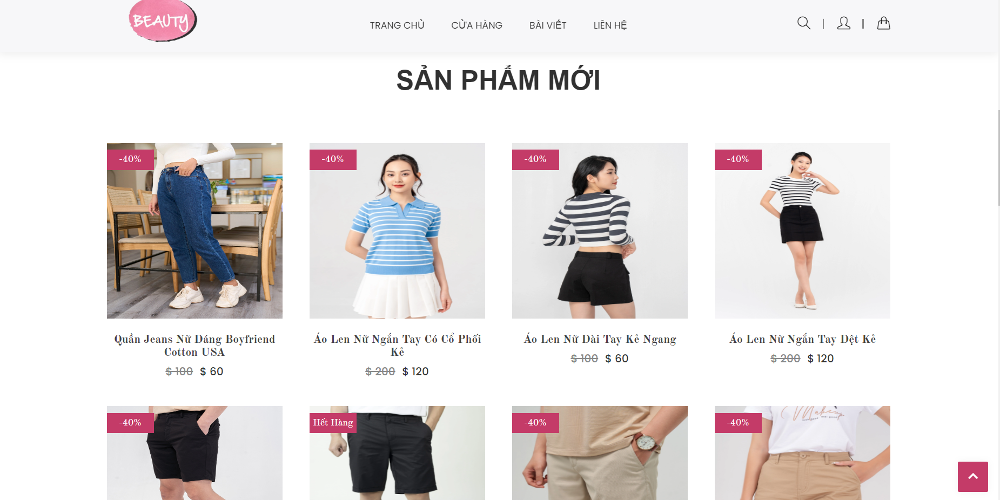 BEAUTY
TRANG CHỦ
CỬA HÀNG
BÀI VIẾT
LIÊN HỆ
SẢN PHẨM MỚI
-40%
-40%
-40%
-40%
Quần Jeans Nữ Dáng Boyfriend
Cotton USA
$ 100 $ 60
Áo Len Nữ Ngắn Tay Có Cổ Phối
Kẻ
$ 200 $ 120
Áo Len Nữ Dài Tay Kẻ Ngang
$ 100 $ 60
Áo Len Nữ Ngắn Tay Dệt Kẻ
$ 200 $ 120
-40%
Hết Hàng
-40%
-40%
Makeup